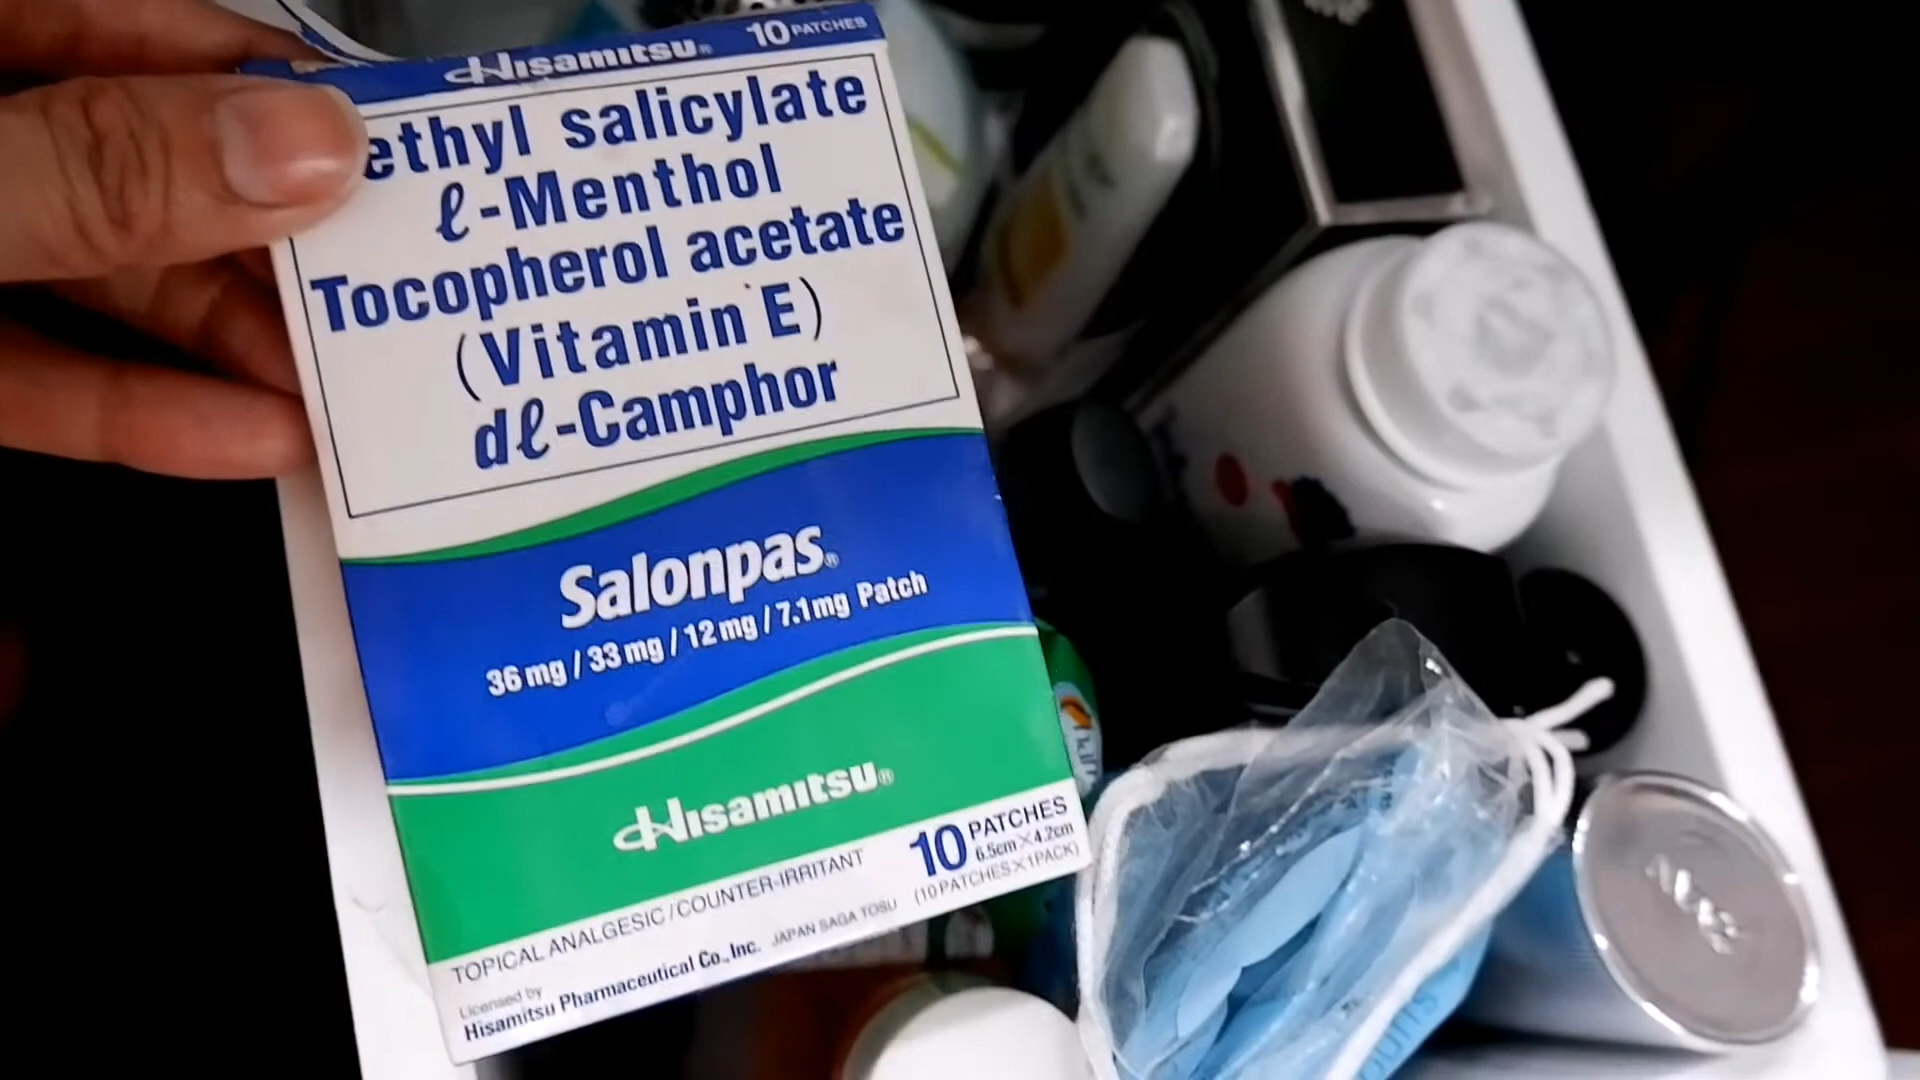 Hisamitsu® 10 PATCHES
ethyl salicylate
ℓ-Menthol
Tocopherol acetate
(Vitamin E)
dℓ-Camphor
Salonpas®
36 mg / 33 mg / 12 mg / 7.1 mg Patch
Hisamitsu®
10 PATCHES
6.5cm×4.2cm
(10 PATCHES×1 PACK)
TOPICAL ANALGESIC / COUNTER-IRRITANT
Licensed by
Hisamitsu Pharmaceutical Co., Inc. JAPAN SAGA TOSU